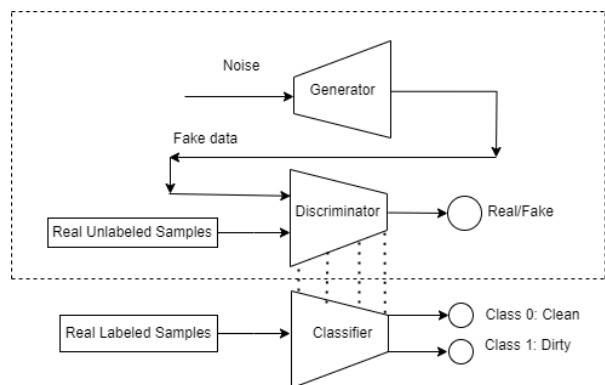 Noise
Generator
Fake data
Discriminator
Real/Fake
Real Unlabeled Samples
Real Labeled Samples
Classifier
Class 0: Clean
Class 1: Dirty